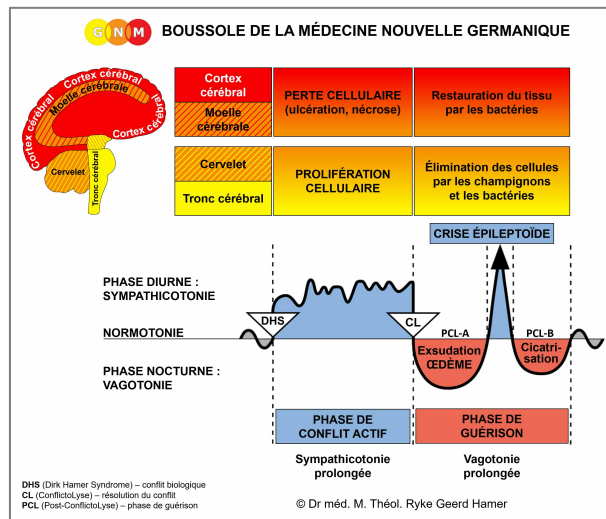 GNM BOUSSOLE DE LA MÉDECINE NOUVELLE GERMANIQUE
Cortex cérébral
Moelle cérébrale
Cortex cérébral
Cortex cérébral
Cortex cérébral
Cervelet
Tronc cérébral
Cortex
cérébral
Moelle
cérébrale
PERTE CELLULAIRE
(ulcération, nécrose)
Restauration du tissu
par les bactéries
Cervelet
Tronc cérébral
PROLIFÉRATION
CELLULAIRE
Élimination des cellules
par les champignons
et les bactéries
CRISE ÉPILEPTOÏDE
PHASE DIURNE :
SYMPATHICOTONIE
DHS
CL
NORMOTONIE
PCL-A
PCL-B
Exsudation
ŒDÈME
Cicatri-
sation
PHASE NOCTURNE :
VAGOTONIE
PHASE DE
CONFLIT ACTIF
PHASE DE
GUÉRISON
Sympathicotonie
prolongée
Vagotonie
prolongée
DHS (Dirk Hamer Syndrome) – conflit biologique
CL (ConflictoLyse) – résolution du conflit
PCL (Post-ConflictoLyse) – phase de guérison
© Dr méd. M. Théol. Ryke Geerd Hamer